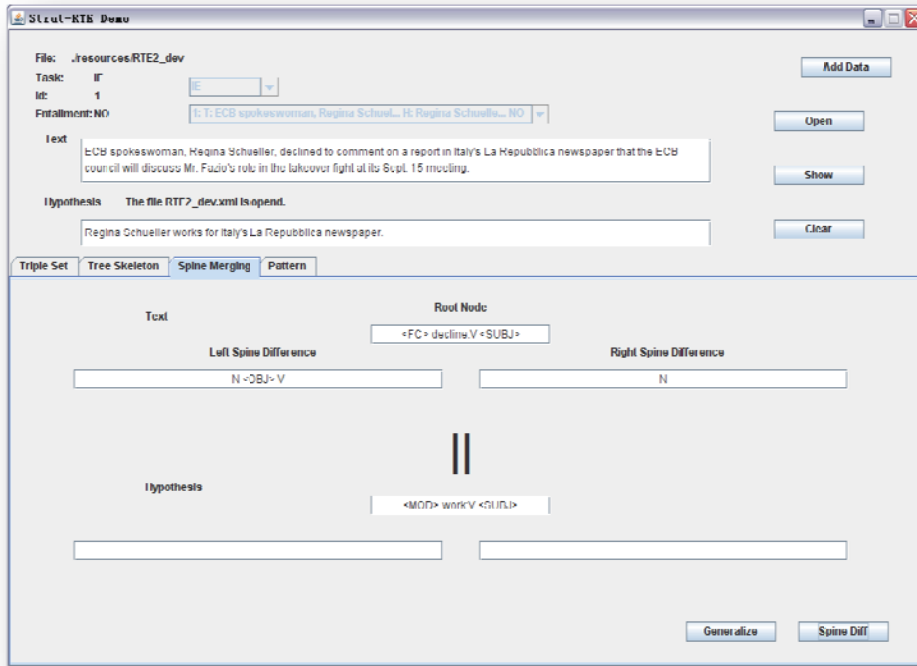 Strut-RTE Demo
File: ./resources/RTE2_dev
Add Data
Task: IE
IE
Id: 1
Entailment: NO
1: T: ECB spokeswoman, Regina Schuel... H: Regina Schuelle... NO
Open
Text
ECB spokeswoman, Regina Schueller, declined to comment on a report in Italy's La Repubblica newspaper that the ECB
council will discuss Mr. Fazio's role in the takeover fight at its Sept. 15 meeting.
Show
Hypothesis The file RTE2_dev.xml is opend.
Clear
Regina Schueller works for Italy's La Repubblica newspaper.
Triple Set Tree Skeleton Spine Merging Pattern
Root Node
Text
<FC> decline:V <SUBJ>
Left Spine Difference Right Spine Difference
N <OBJ> V N
||
Hypothesis
<MOD> work:V <SUBJ>
Generalize Spine Diff